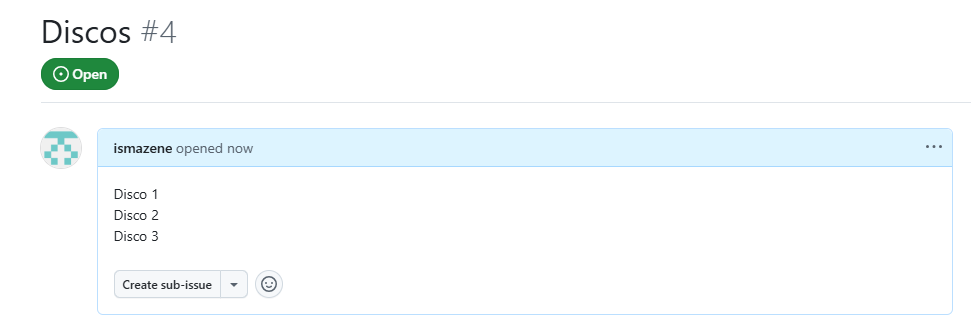 Discos #4
Open
ismazene opened now
Disco 1
Disco 2
Disco 3
Create sub-issue